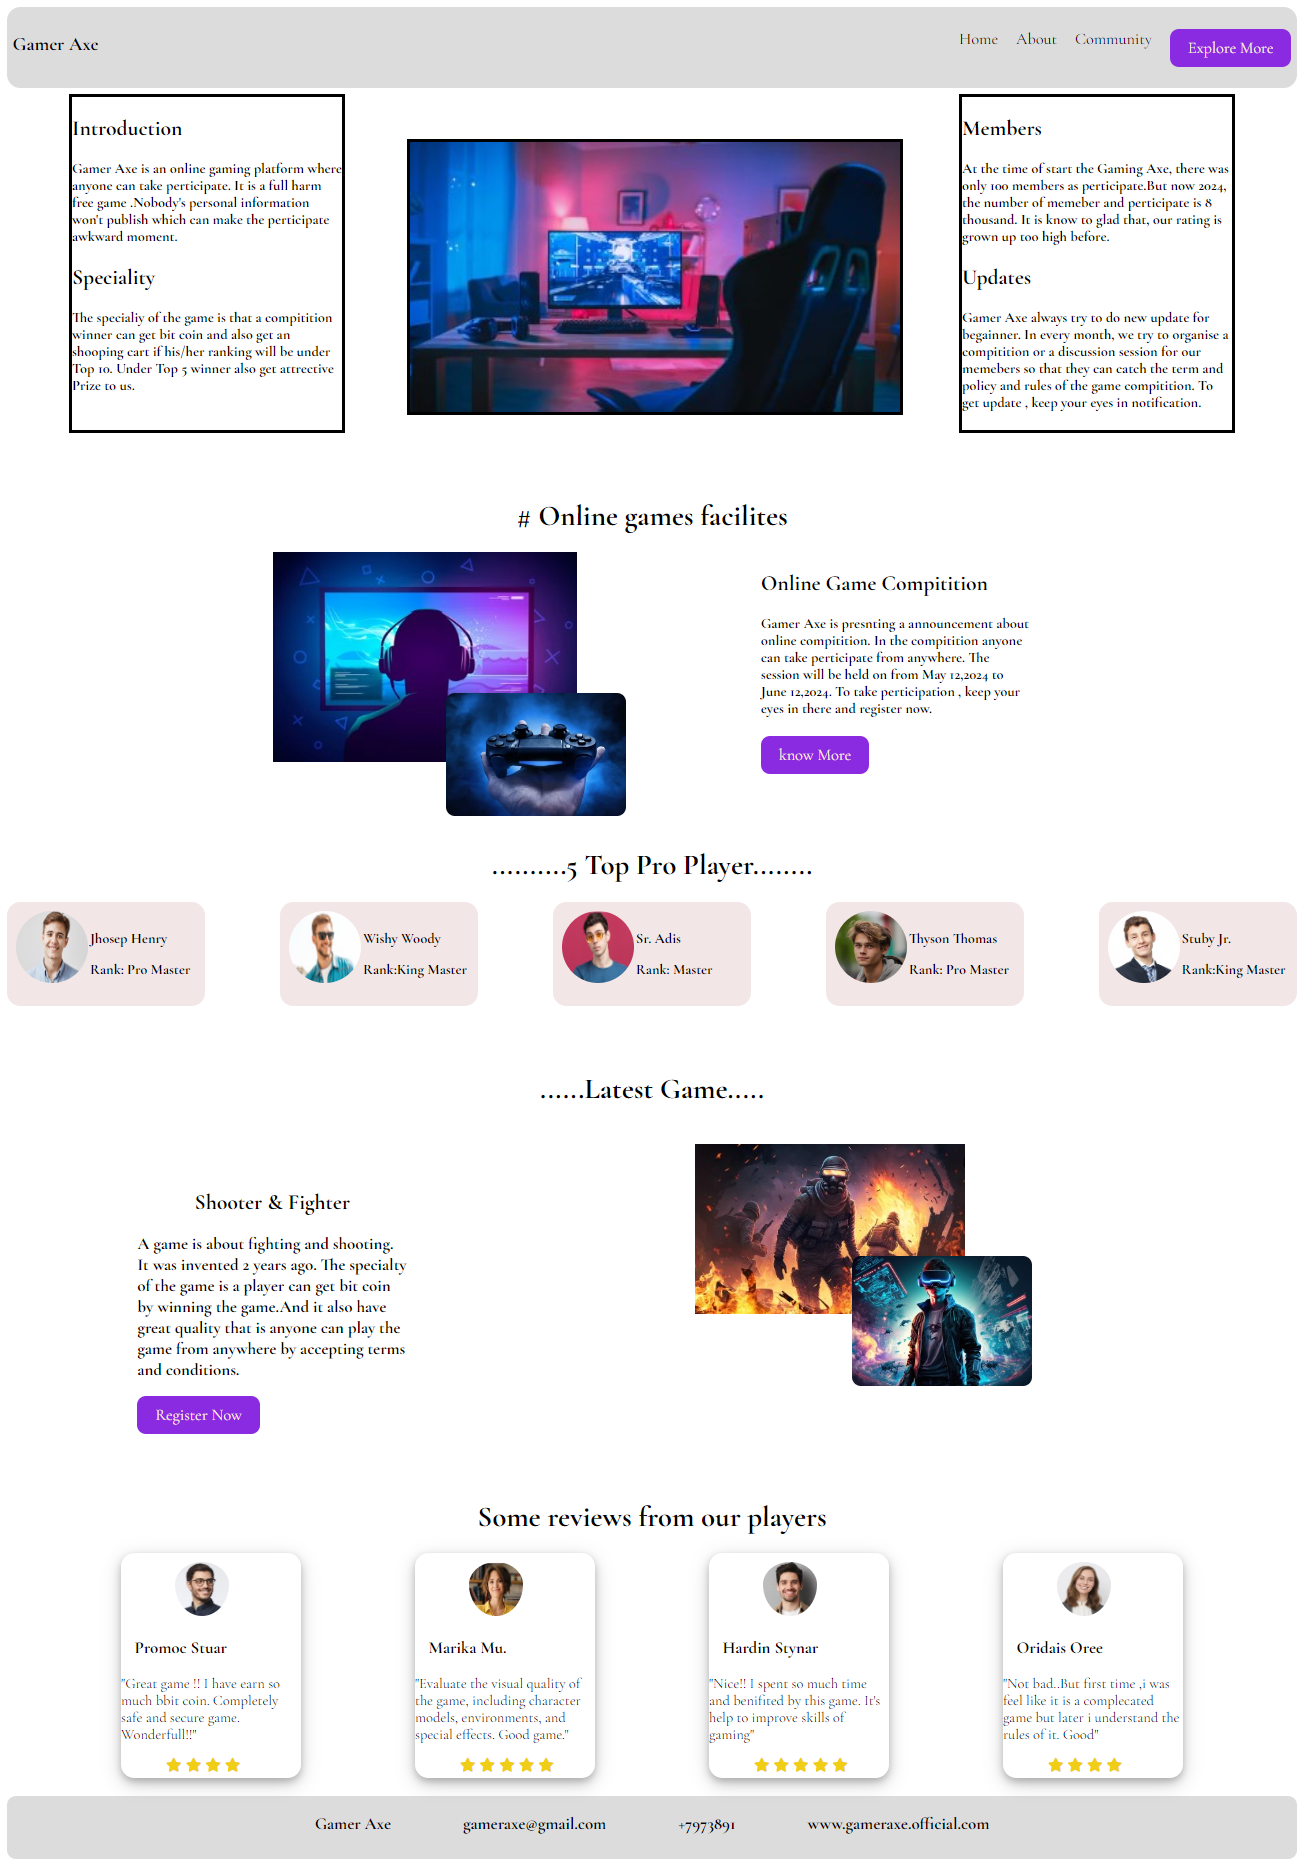 Gamer Axe
Home
About
Community
Explore More
Introduction
Gamer Axe is an online gaming platform where
anyone can take perticipate. It is a full harm
free game .Nobody's personal information
won't publish which can make the perticipate
awkward moment.
Speciality
The specialiy of the game is that a compitition
winner can get bit coin and also get an
shooping cart if his/her ranking will be under
Top 10. Under Top 5 winner also get attrective
Prize to us.
Members
At the time of start the Gaming Axe, there was
only 100 members as perticipate.But now 2024,
the number of memeber and perticipate is 8
thousand. It is know to glad that, our rating is
grown up too high before.
Updates
Gamer Axe always try to do new update for
begainner. In every month, we try to organise a
compitition or a discussion session for our
memebers so that they can catch the term and
policy and rules of the game compitition. To
get update , keep your eyes in notification.
# Online games facilites
Online Game Compitition
Gamer Axe is presnting a announcement about
online compitition. In the compitition anyone
can take perticipate from anywhere. The
session will be held on from May 12,2024 to
June 12,2024. To take perticipation , keep your
eyes in there and register now.
know More
..........5 Top Pro Player........
Jhosep Henry
Rank: Pro Master
Wishy Woody
Rank:King Master
Sr. Adis
Rank: Master
Thyson Thomas
Rank: Pro Master
Stuby Jr.
Rank:King Master
......Latest Game.....
Shooter & Fighter
A game is about fighting and shooting.
It was invented 2 years ago. The specialty
of the game is a player can get bit coin
by winning the game.And it also have
great quality that is anyone can play the
game from anywhere by accepting terms
and conditions.
Register Now
Some reviews from our players
Promoc Stuar
"Great game !! I have earn so
much bbit coin. Completely
safe and secure game.
Wonderfull!!"
Marika Mu.
"Evaluate the visual quality of
the game, including character
models, environments, and
special effects. Good game."
Hardin Stynar
"Nice!! I spent so much time
and benifited by this game. It's
help to improve skills of
gaming"
Oridais Oree
"Not bad..But first time ,i was
feel like it is a complecated
game but later i understand the
rules of it. Good"
Gamer Axe
gameraxe@gmail.com
+7973891
www.gameraxe.official.com